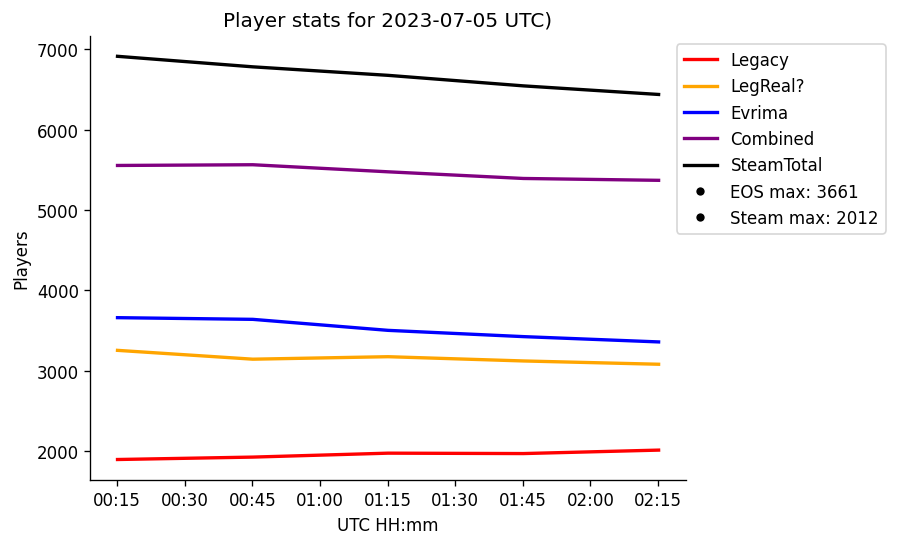 Player stats for 2023-07-05 UTC)
7000
6000
5000
4000
3000
2000
Players
00:15 00:30 00:45 01:00 01:15 01:30 01:45 02:00 02:15
UTC HH:mm
Legacy
LegReal?
Evrima
Combined
SteamTotal
EOS max: 3661
Steam max: 2012